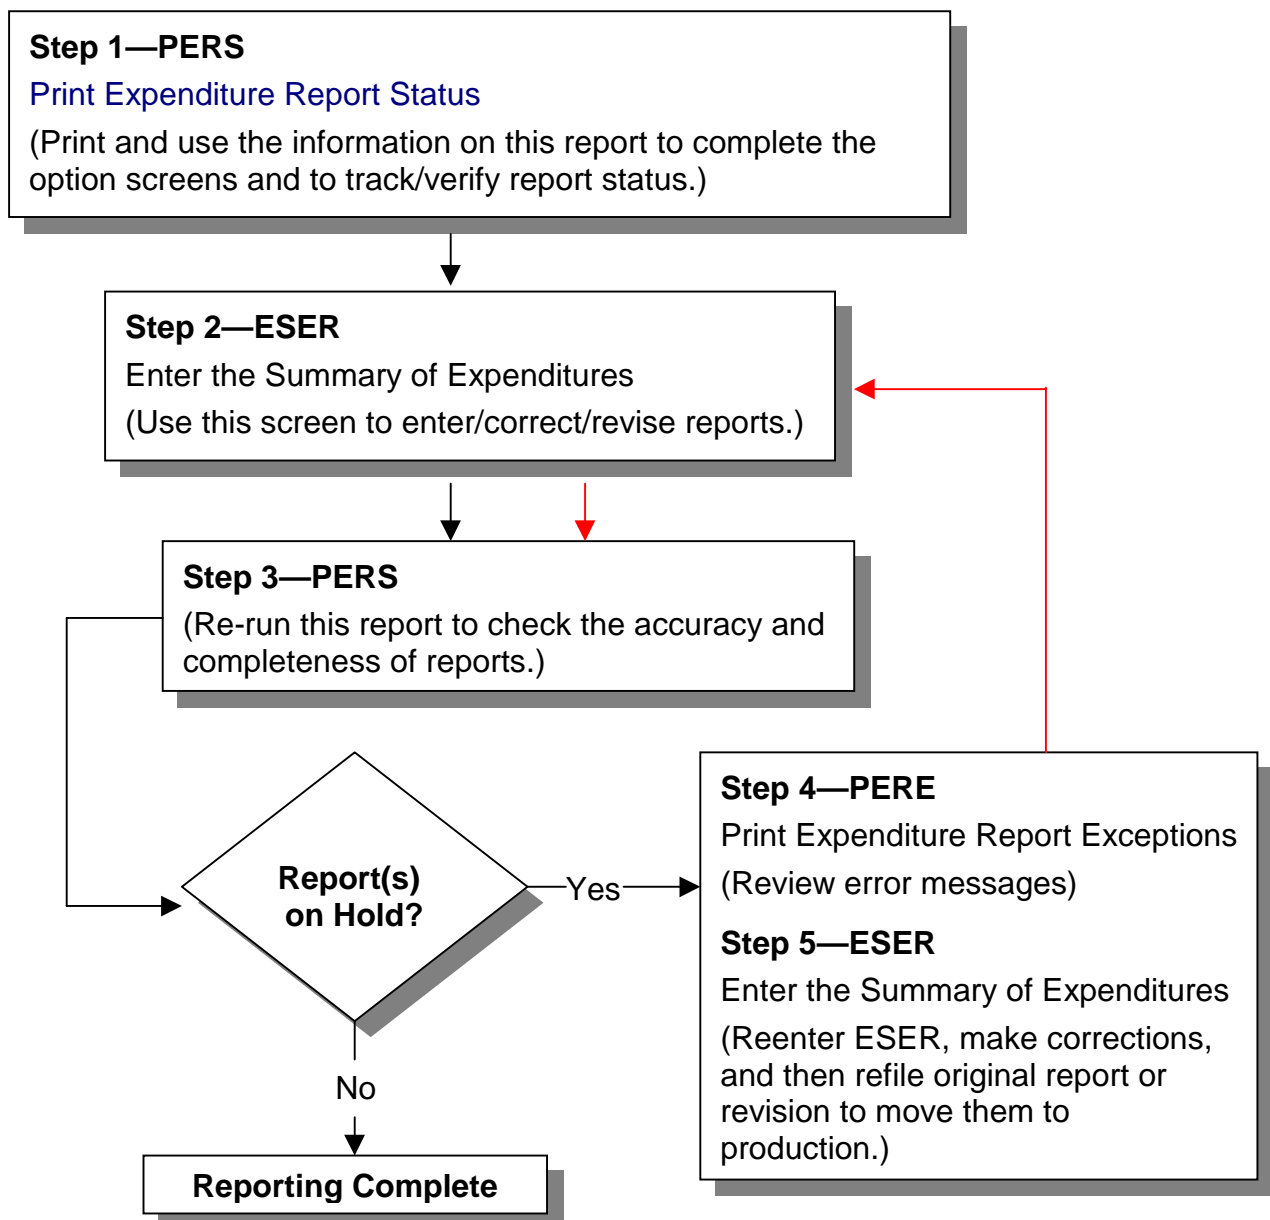 Step 1—PERS
Print Expenditure Report Status
(Print and use the information on this report to complete the
option screens and to track/verify report status.)
Step 2—ESER
Enter the Summary of Expenditures
(Use this screen to enter/correct/revise reports.)
Step 3—PERS
(Re-run this report to check the accuracy and
completeness of reports.)
Report(s)
on Hold?
Yes
Step 4—PERE
Print Expenditure Report Exceptions
(Review error messages)
Step 5—ESER
Enter the Summary of Expenditures
(Reenter ESER, make corrections,
and then refile original report or
revision to move them to
production.)
No
Reporting Complete